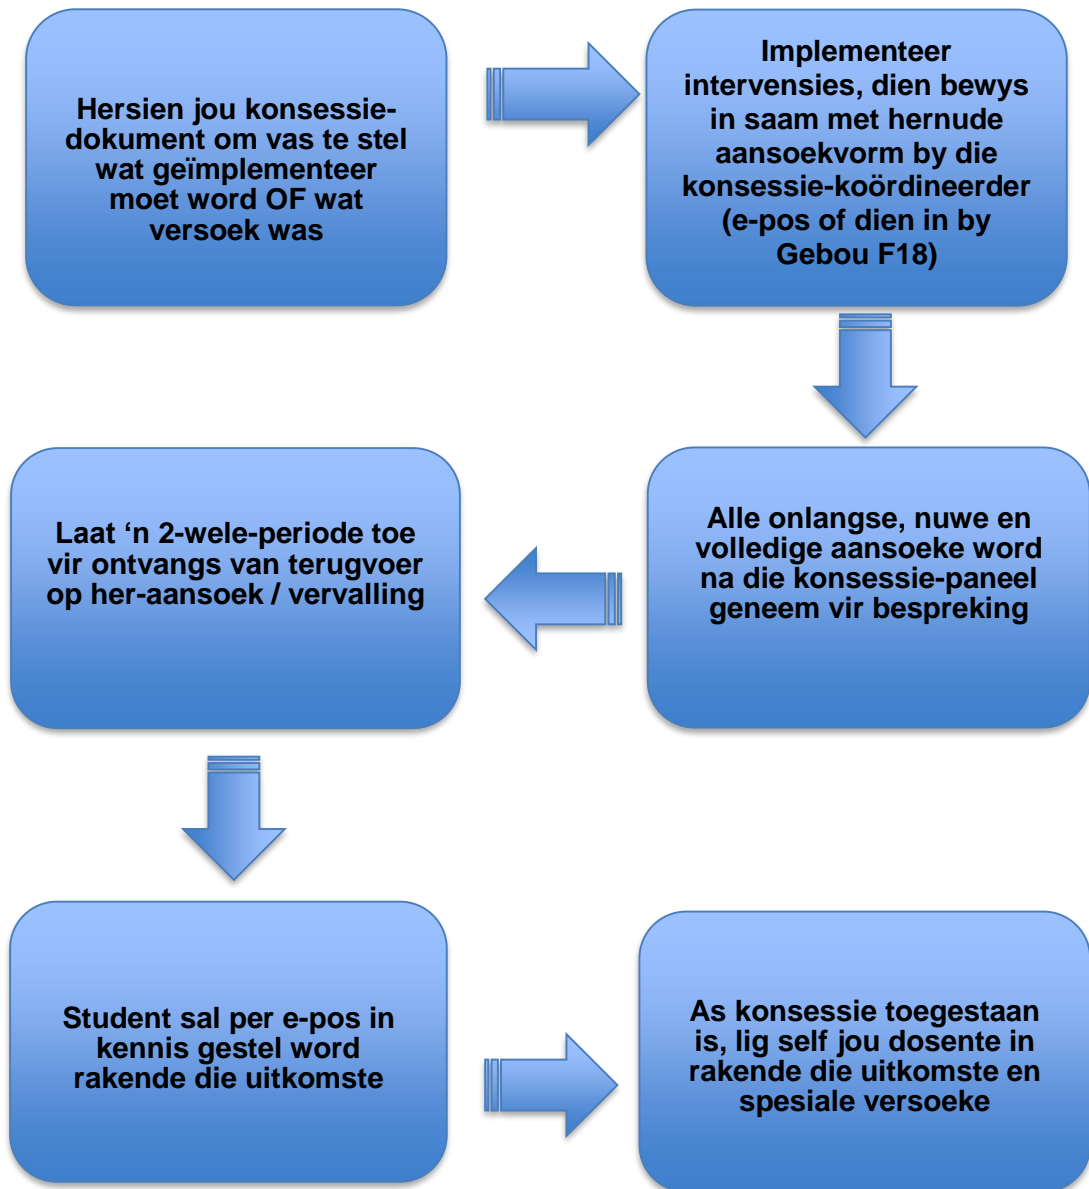 Hersien jou konsessie-
dokument om vas te stel
wat geïmplementeer
moet word OF wat
versoek was
Implementeer
intervensies, dien bewys
in saam met hernude
aansoekvorm by die
konsessie-koördineerder
(e-pos of dien in by
Gebou F18)
Alle onlangse, nuwe en
volledige aansoeke word
na die konsessie-paneel
geneem vir bespreking
Laat ‘n 2-wele-periode toe
vir ontvangs van terugvoer
op her-aansoek / vervalling
Student sal per e-pos in
kennis gestel word
rakende die uitkomste
As konsessie toegestaan
is, lig self jou dosente in
rakende die uitkomste en
spesiale versoeke